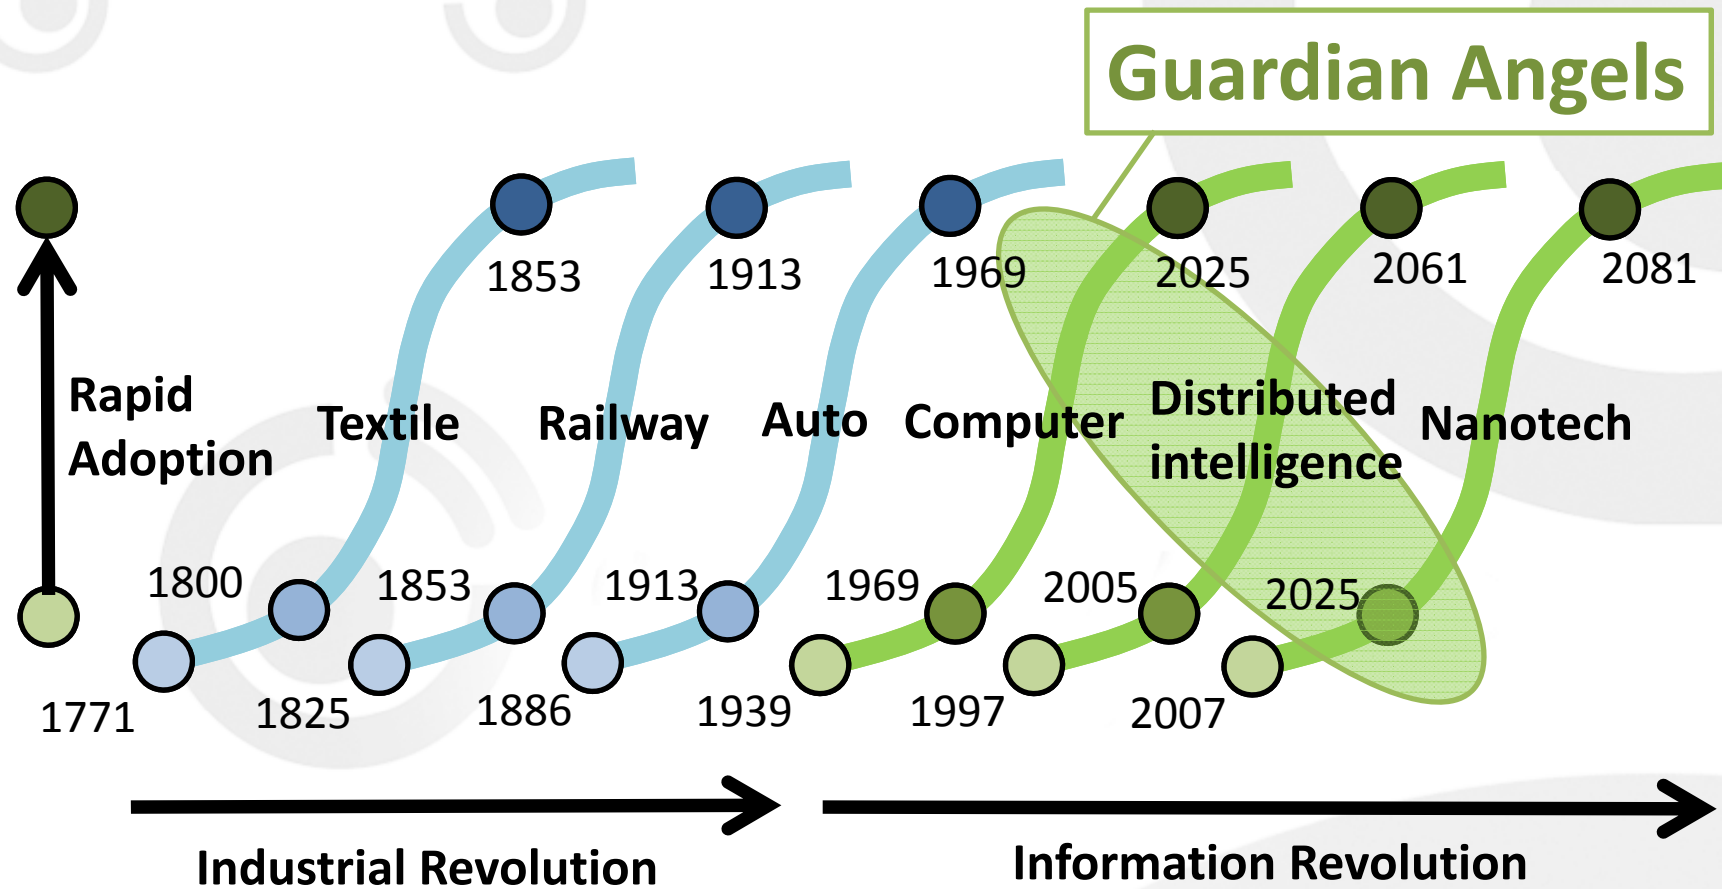 Guardian Angels
1853
1913
1969
2025
2061
2081
Rapid
Adoption
Textile
Railway
Auto
Computer
Distributed
intelligence
Nanotech
1800
1853
1913
1969
2005
2025
1771
1825
1886
1939
1997
2007
Industrial Revolution
Information Revolution